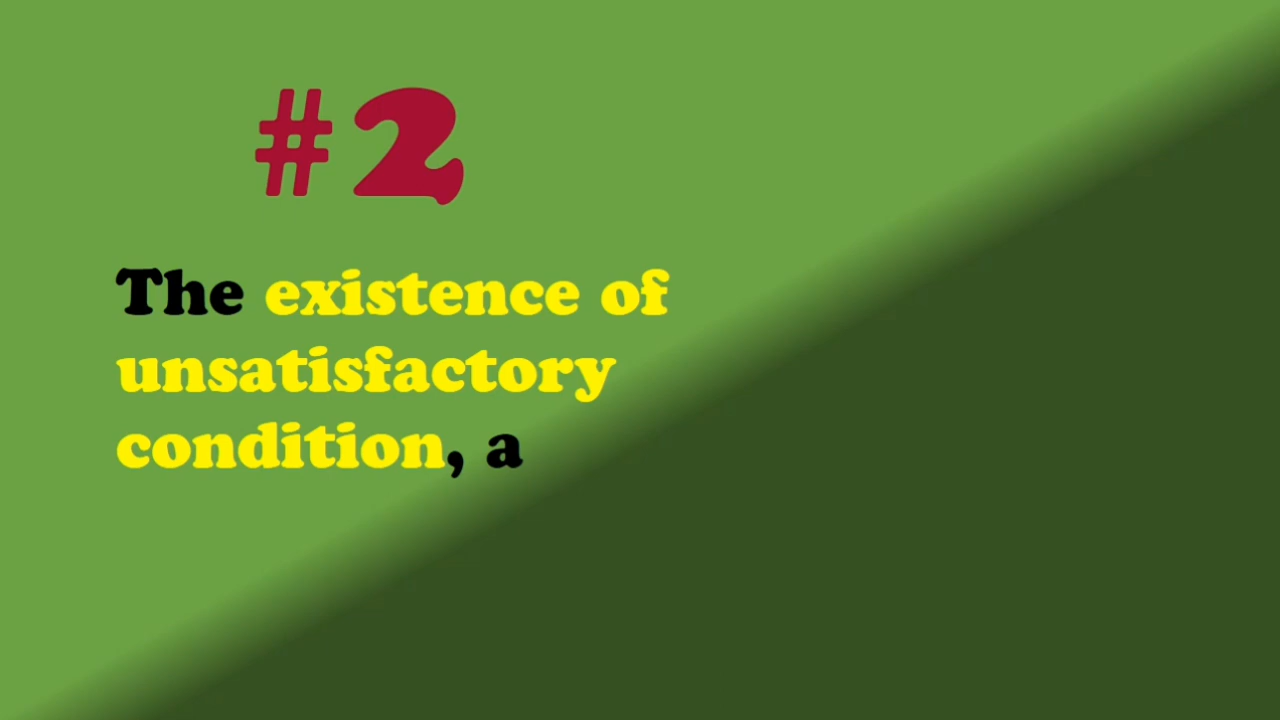 #2
The existence of
unsatisfactory
condition, a